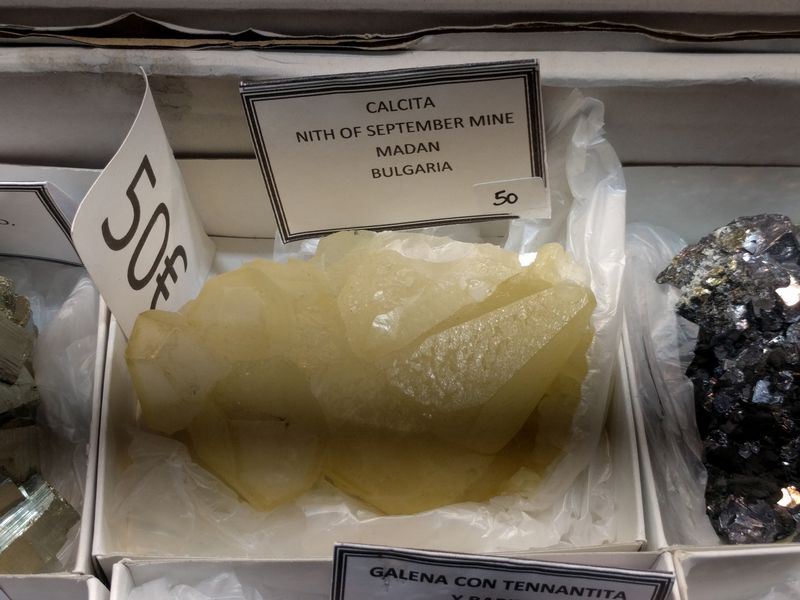 CALCITA
NITH OF SEPTEMBER MINE
MADAN
BULGARIA
50
50
D.
GALENA CON TENNANTITA